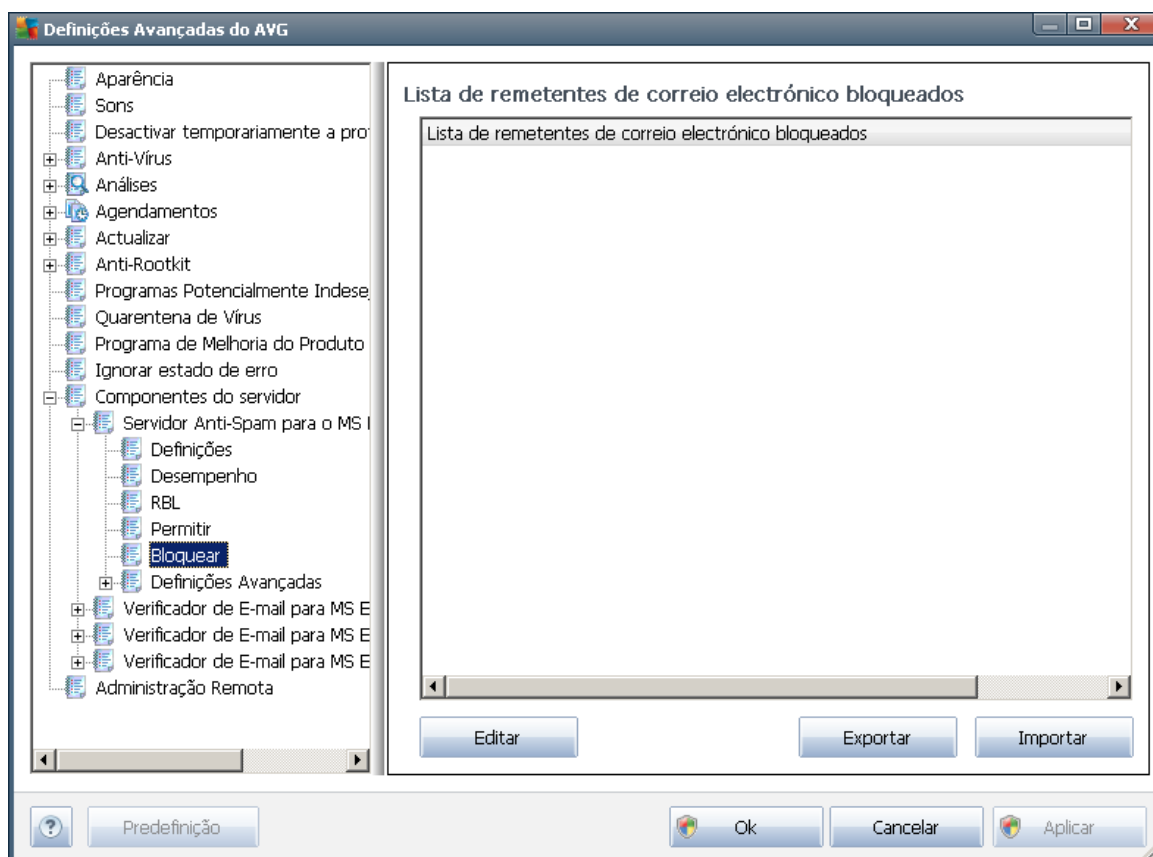 Definições Avançadas do AVG
Aparência
Sons
Desactivar temporariamente a pro
Anti-Vírus
Análises
Agendamentos
Actualizar
Anti-Rootkit
Programas Potencialmente Indese
Quarentena de Vírus
Programa de Melhoria do Produto
Ignorar estado de erro
Componentes do servidor
Servidor Anti-Spam para o MS
Definições
Desempenho
RBL
Permitir
Bloquear
Definições Avançadas
Verificador de E-mail para MS E
Verificador de E-mail para MS E
Verificador de E-mail para MS E
Administração Remota
Lista de remetentes de correio electrónico bloqueados
Lista de remetentes de correio electrónico bloqueados
Editar
Exportar
Importar
?
Predefinição
Ok
Cancelar
Aplicar